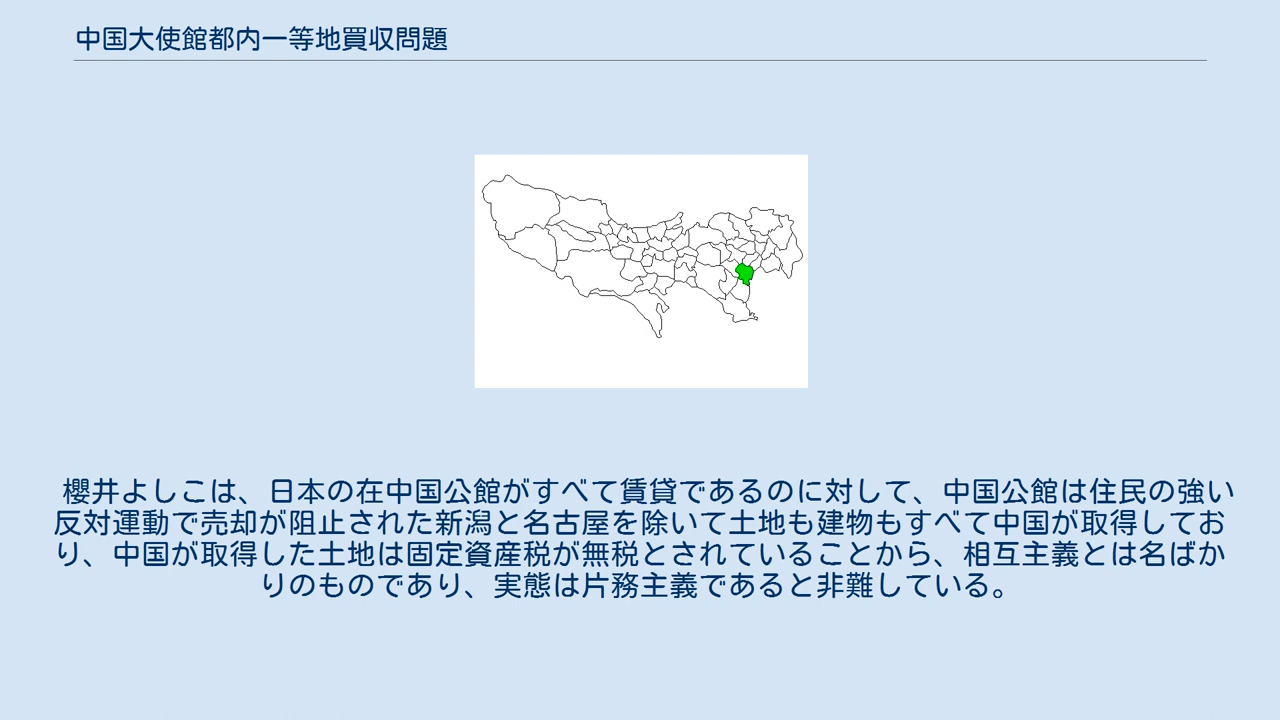 中国大使館都内一等地買収問題
櫻井よしこは、日本の在中国公館がすべて賃貸であるのに対して、中国公館は住民の強い
反対運動で売却が阻止された新潟と名古屋を除いて土地も建物もすべて中国が取得してお
り、中国が取得した土地は固定資産税が無税とされていることから、相互主義とは名ばか
りのものであり、実態は片務主義であると非難している。